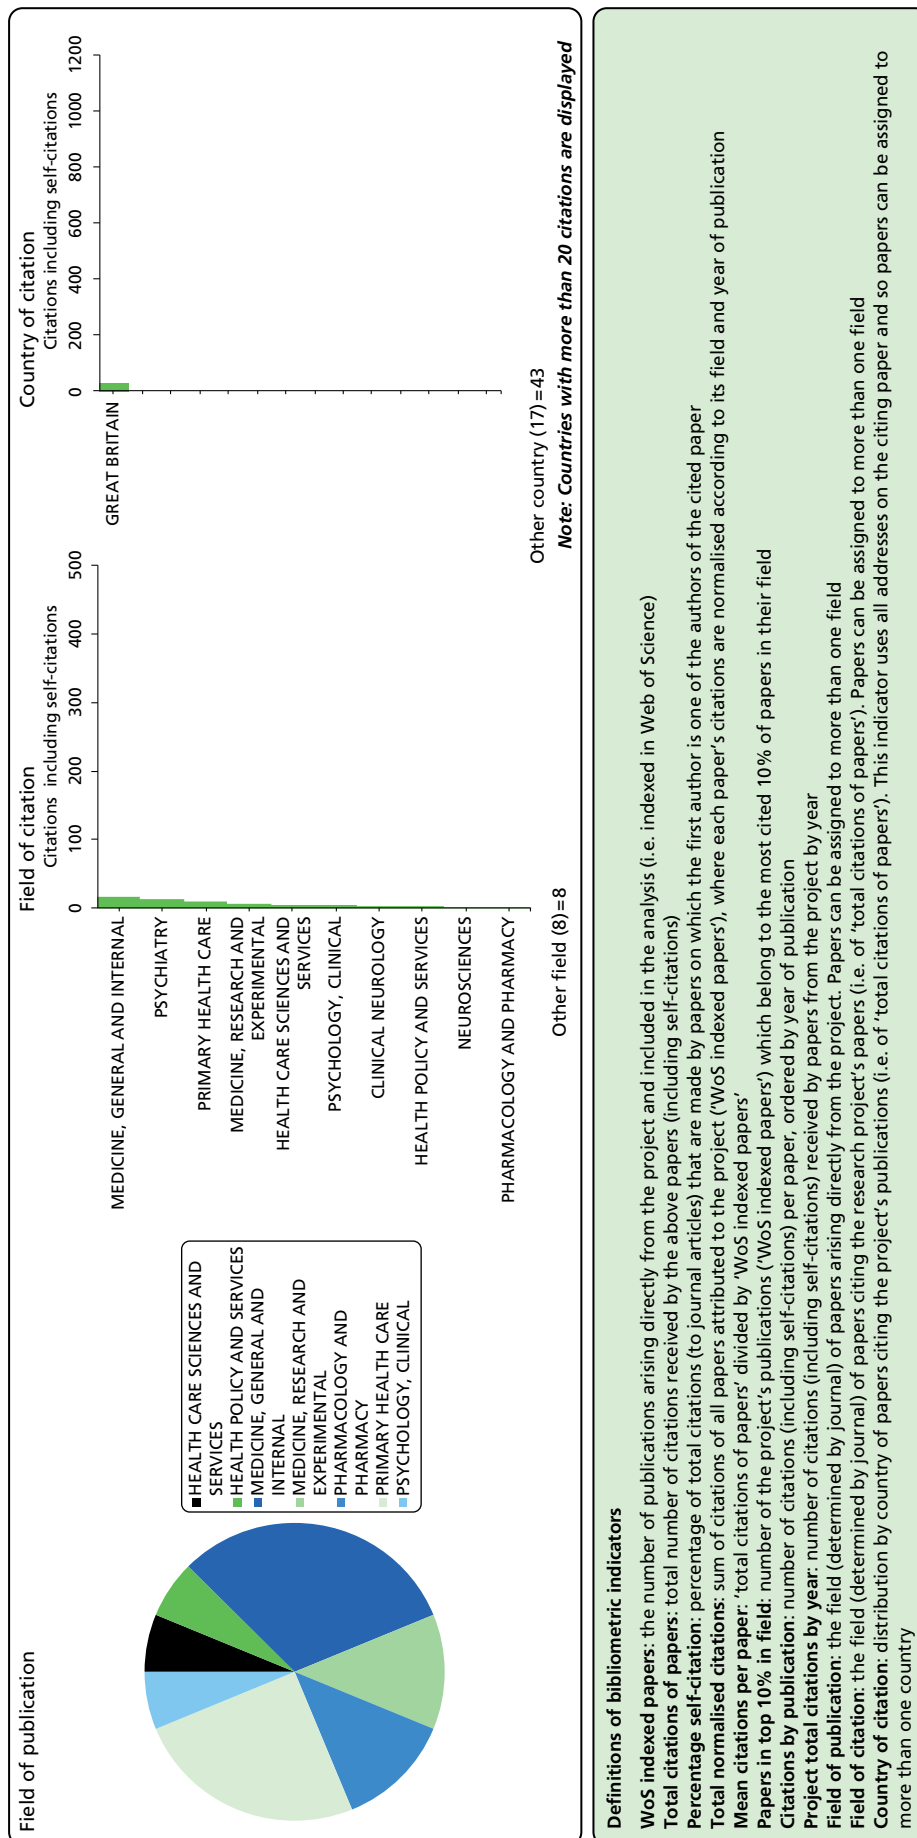 Field of publication
HEALTH CARE SCIENCES AND
SERVICES
HEALTH POLICY AND SERVICES
MEDICINE, GENERAL AND
INTERNAL
MEDICINE, RESEARCH AND
EXPERIMENTAL
PHARMACOLOGY AND
PHARMACY
PRIMARY HEALTH CARE
PSYCHOLOGY, CLINICAL
Field of citation
Citations including self-citations
0 100 200 300 400 500
MEDICINE, GENERAL AND INTERNAL
PSYCHIATRY
PRIMARY HEALTH CARE
MEDICINE, RESEARCH AND
EXPERIMENTAL
HEALTH CARE SCIENCES AND
SERVICES
PSYCHOLOGY, CLINICAL
CLINICAL NEUROLOGY
HEALTH POLICY AND SERVICES
NEUROSCIENCES
PHARMACOLOGY AND PHARMACY
Other field (8)=8
Country of citation
Citations including self-citations
0 200 400 600 800 1000 1200
GREAT BRITAIN
Other country (17)=43
Note: Countries with more than 20 citations are displayed
Definitions of bibliometric indicators
WoS indexed papers: the number of publications arising directly from the project and included in the analysis (i.e. indexed in Web of Science)
Total citations of papers: total number of citations received by the above papers (including self-citations)
Percentage self-citation: percentage of total citations (to journal articles) that are made by papers on which the first author is one of the authors of the cited paper
Total normalised citations: sum of citations of all papers attributed to the project (‘WoS indexed papers’), where each paper’s citations are normalised according to its field and year of publication
Mean citations per paper: ‘total citations of papers’ divided by ‘WoS indexed papers’
Papers in top 10% in field: number of the project’s publications (‘WoS indexed papers’) which belong to the most cited 10% of papers in their field
Citations by publication: number of citations (including self-citations) per paper, ordered by year of publication
Project total citations by year: number of citations (including self-citations) received by papers from the project by year
Field of publication: the field (determined by journal) of papers arising directly from the project. Papers can be assigned to more than one field
Field of citation: the field (determined by journal) of papers citing the research project’s papers (i.e. of ‘total citations of papers’). Papers can be assigned to more than one field
Country of citation: distribution by country of papers citing the project’s publications (i.e. of ‘total citations of papers’). This indicator uses all addresses on the citing paper and so papers can be assigned to
more than one country